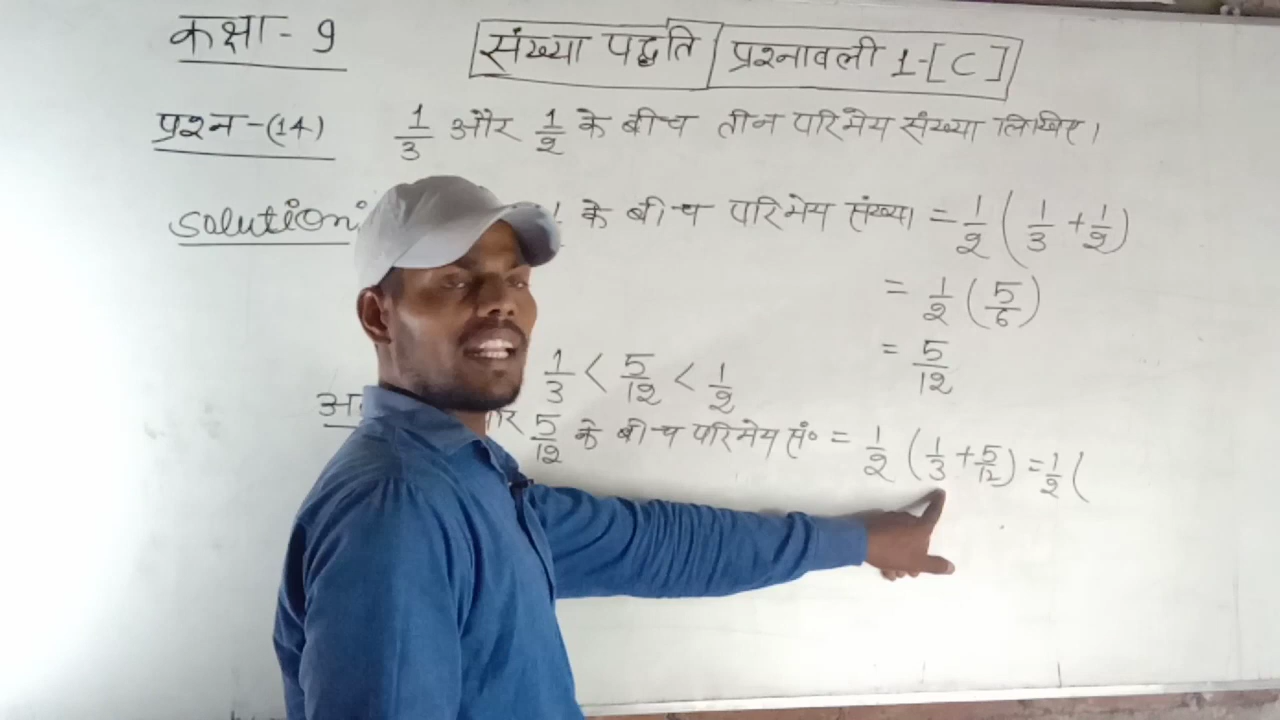 कक्षा - 9
संख्या पद्धति प्रश्नावली 1-[C]
प्रश्न-(14) 1/3 और 1/2 के बीच तीन परिमेय संख्या लिखिए।
Solution: के बीच परिमेय संख्या = 1/2 (1/3 + 1/2)
= 1/2 (5/6)
= 5/12
1/3 < 5/12 < 1/2
5/12 के बीच परिमेय सं० = 1/2 (1/3 + 5/12) = 1/2 (